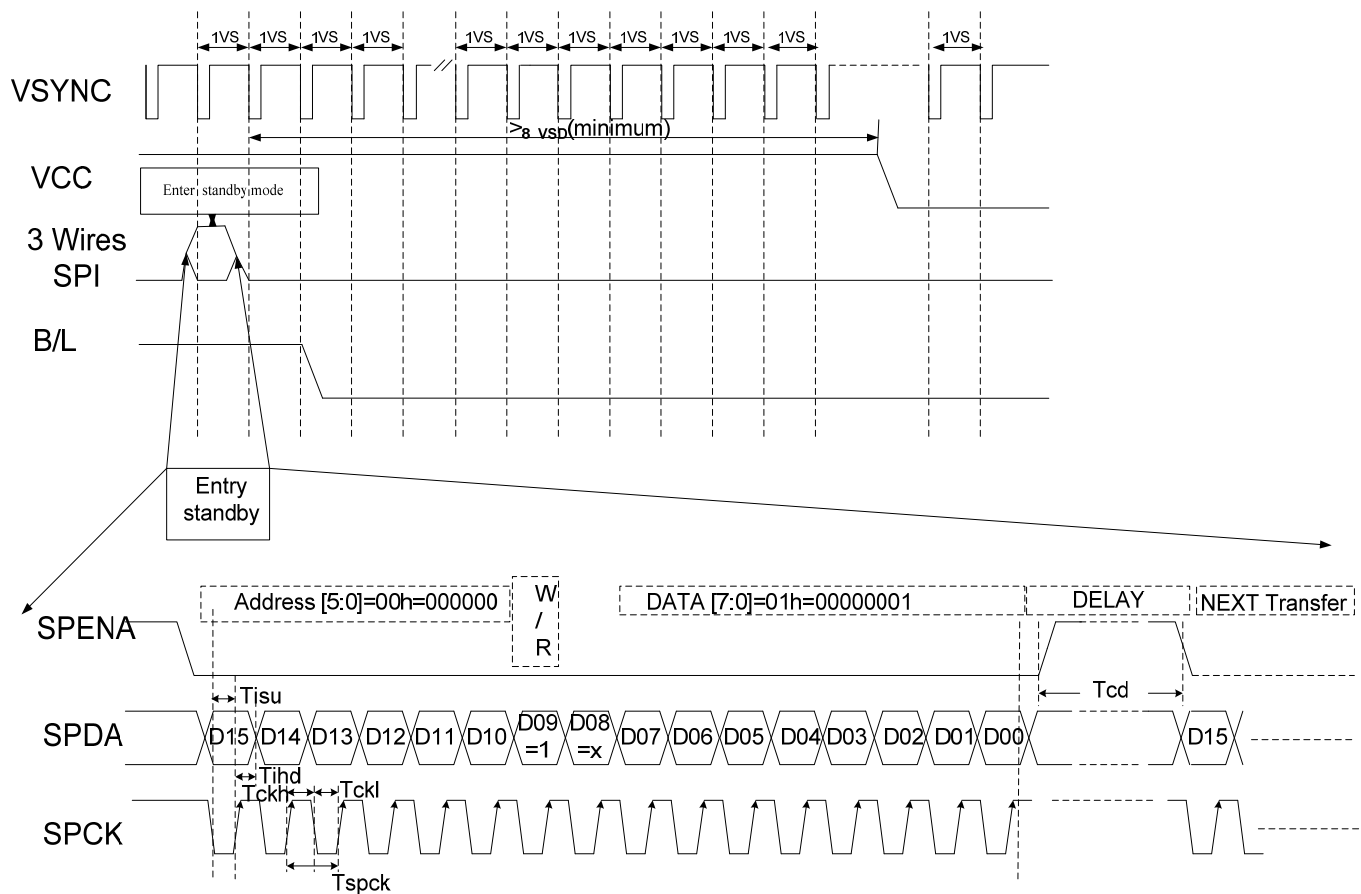 1VS 1VS 1VS 1VS 1VS 1VS 1VS 1VS 1VS 1VS 1VS 1VS
VSYNC
>8 VSD(minimum)
VCC
Enter standby mode
3 Wires
SPI
B/L
Entry
standby
Address [5:0]=00h=000000
W
/
R
DATA [7:0]=01h=00000001
DELAY
NEXT Transfer
SPENA
Tisu
Tcd
SPDA
D15 D14 D13 D12 D11 D10 D09 =1 D08 =x D07 D06 D05 D04 D03 D02 D01 D00 D15
Tihd
Tckh Tckl
SPCK
Tspck